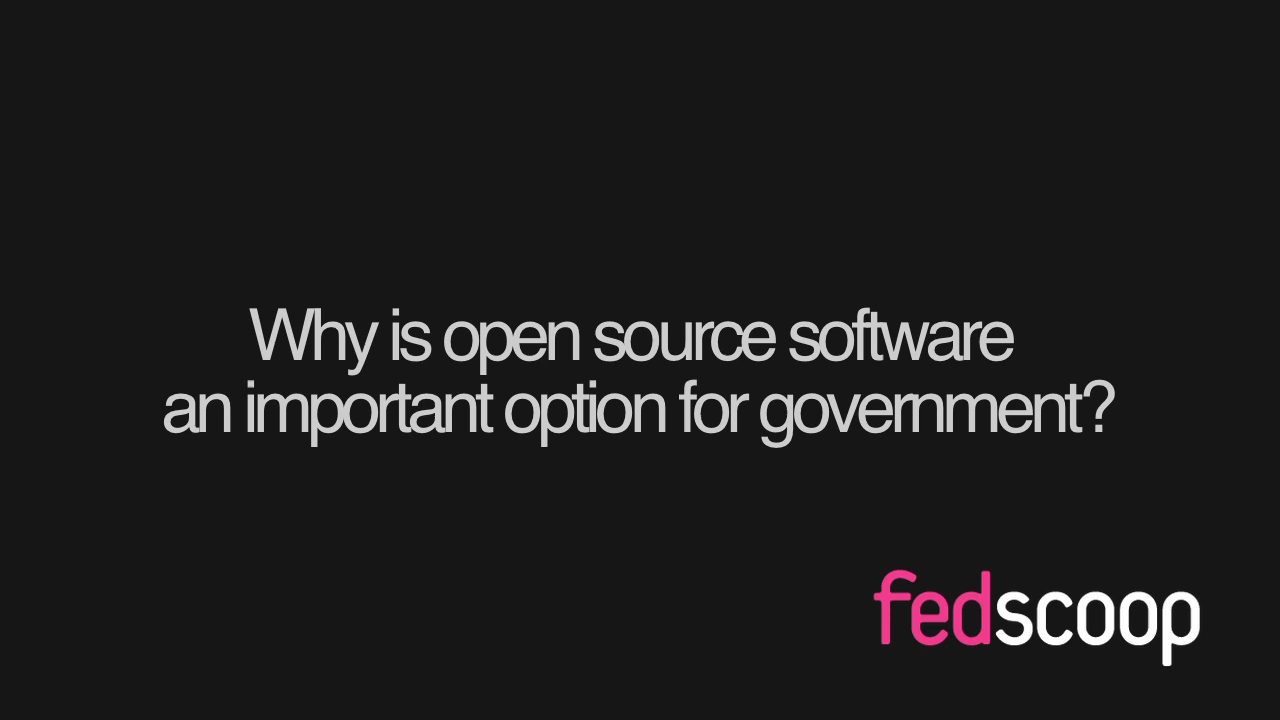 Why is open source software
an important option for government?
fedscoop